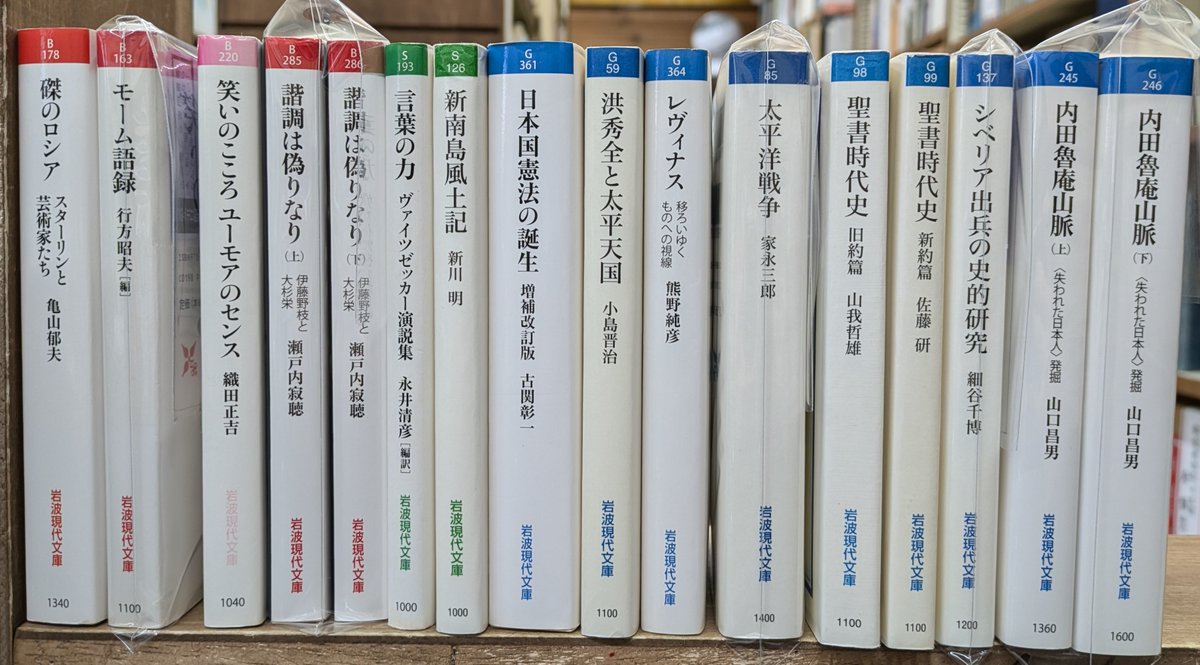 B
178
磔のロシア
スターリンと
芸術家たち
亀山郁夫
岩波現代文庫
1340
B
163
モーム語録
行方昭夫[編]
岩波現代文庫
1100
B
220
笑いのこころ ユーモアのセンス
織田正吉
岩波現代文庫
1040
B
285
諧調は偽りなり(上)
伊藤野枝と
大杉栄
瀬戸内寂聴
岩波現代文庫
B
286
諧調は偽りなり(下)
伊藤野枝と
大杉栄
瀬戸内寂聴
岩波現代文庫
S
193
言葉の力 ヴァイツゼッカー演説集
永井清彦[編訳]
岩波現代文庫
1000
S
126
新南島風土記
新川 明
岩波現代文庫
1000
G
361
日本国憲法の誕生 増補改訂版
古関彰一
岩波現代文庫
G
59
洪秀全と太平天国
小島晋治
岩波現代文庫
1100
G
364
レヴィナス
移ろいゆく
ものへの視線
熊野純彦
岩波現代文庫
G
85
太平洋戦争
家永三郎
岩波現代文庫
1400
G
98
聖書時代史 旧約篇
山我哲雄
岩波現代文庫
1100
G
99
聖書時代史 新約篇
佐藤 研
岩波現代文庫
1100
G
137
シベリア出兵の史的研究
細谷千博
岩波現代文庫
1200
G
245
内田魯庵山脈(上)
〈失われた日本人〉発掘
山口昌男
岩波現代文庫
1360
G
246
内田魯庵山脈(下)
〈失われた日本人〉発掘
山口昌男
岩波現代文庫
1600